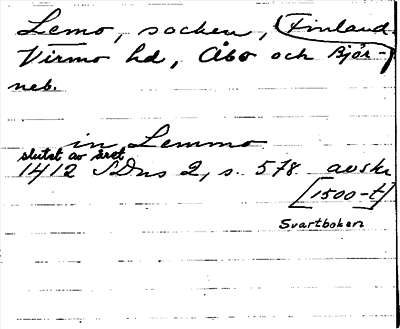 Lemo, socken, Finland.
Virmo hd, Åbo och Björ-
neb.
in Lemmo
slutet av året
1412 SDns 2, s. 578 avskr
[1500-t]
Svartboken